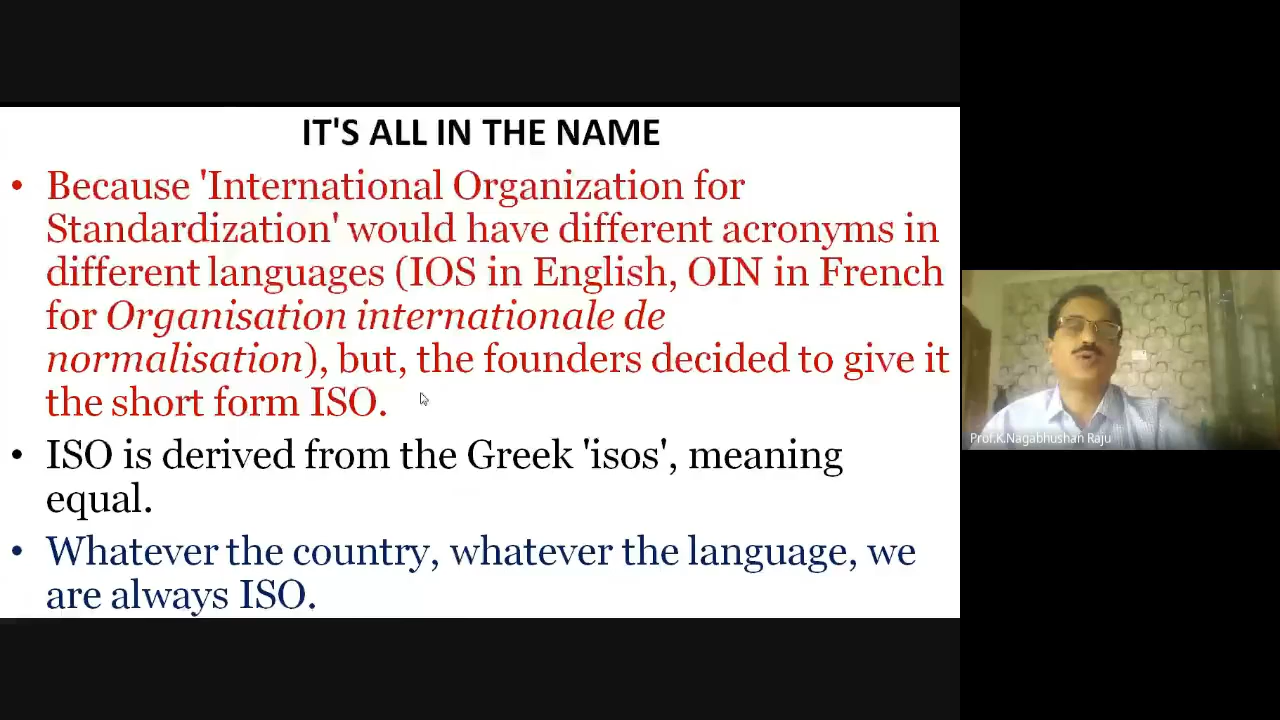 IT'S ALL IN THE NAME
• Because 'International Organization for
Standardization' would have different acronyms in
different languages (IOS in English, OIN in French
for Organisation internationale de
normalisation), but, the founders decided to give it
the short form ISO.
• ISO is derived from the Greek 'isos', meaning
equal.
• Whatever the country, whatever the language, we
are always ISO.
Prof.K.Nagabhushan Raju